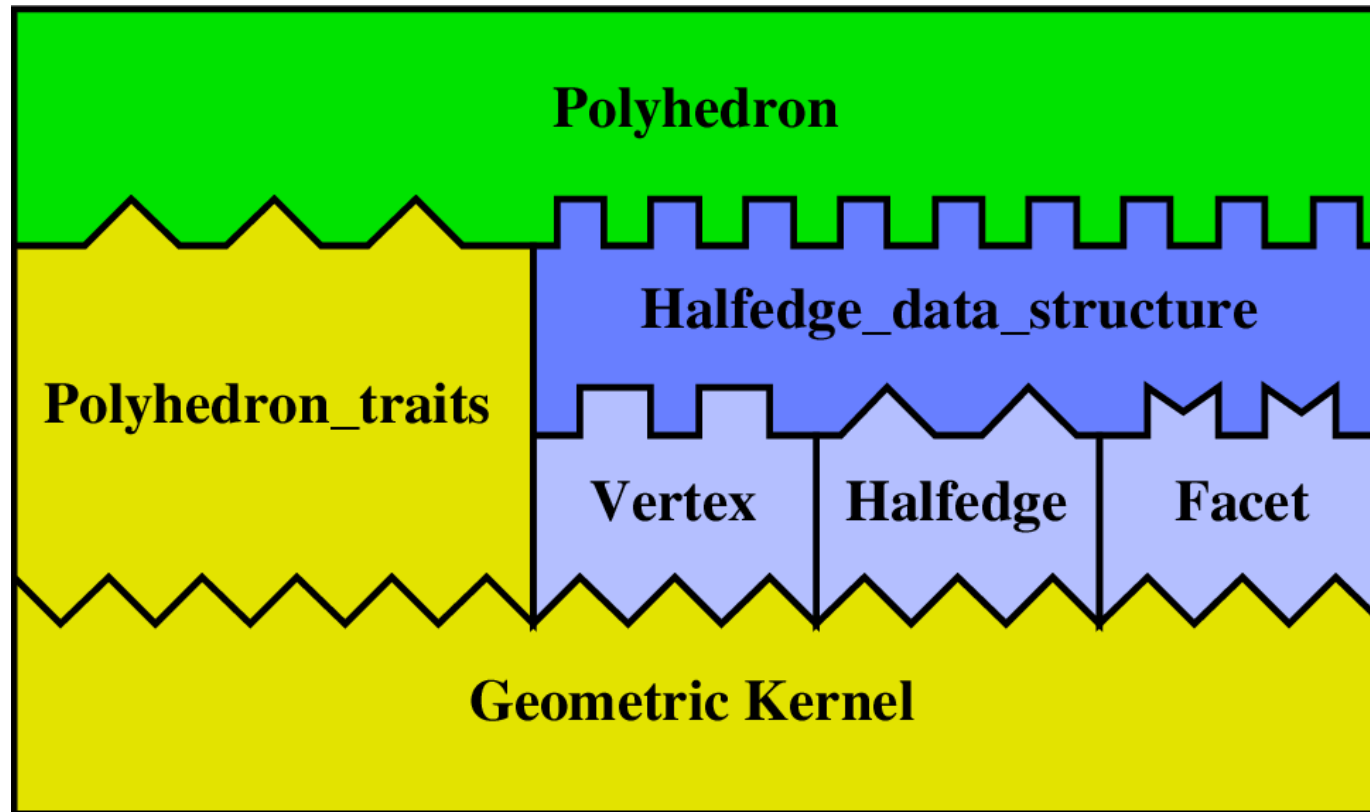 Polyhedron
Halfedge_data_structure
Polyhedron_traits
Vertex
Halfedge
Facet
Geometric Kernel